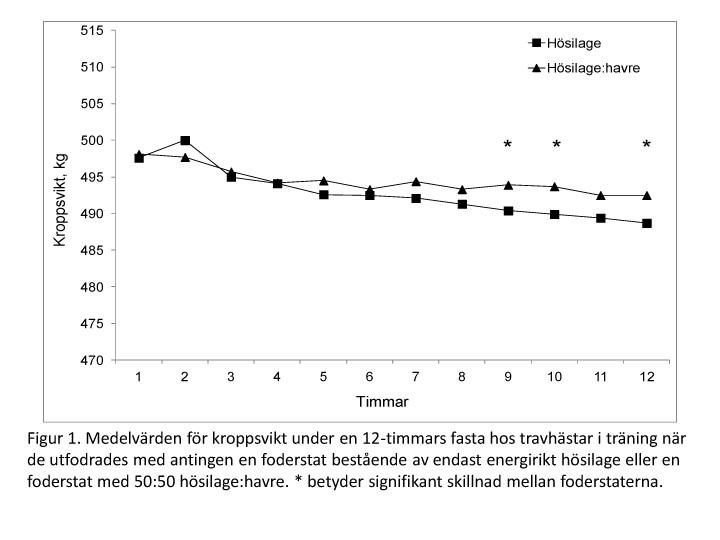 515
510
505
500
495
490
485
480
475
470
Kroppsvikt, kg
Hösilage
Hösilage:havre
* * *
1 2 3 4 5 6 7 8 9 10 11 12
Timmar
Figur 1. Medelvärden för kroppsvikt under en 12-timmars fasta hos travhästar i träning när
de utfodrades med antingen en foderstat bestående av endast energirikt hösilage eller en
foderstat med 50:50 hösilage:havre. * betyder signifikant skillnad mellan foderstaterna.